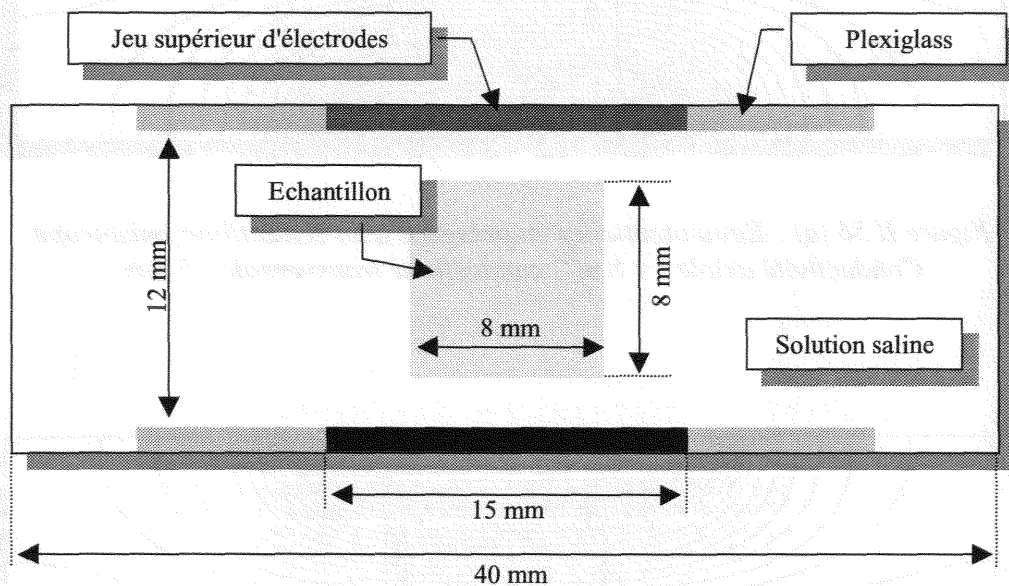 Jeu supérieur d'électrodes
Plexiglass
Echantillon
12 mm
8 mm
8 mm
Solution saline
15 mm
40 mm